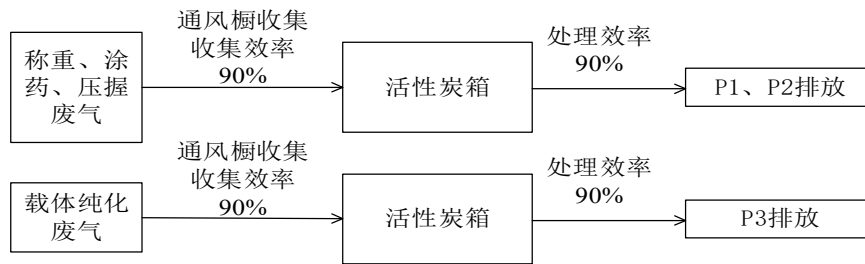 称重、涂
药、压握
废气
通风橱收集
收集效率
90%
活性炭箱
处理效率
90%
P1、P2排放
载体纯化
废气
通风橱收集
收集效率
90%
活性炭箱
处理效率
90%
P3排放